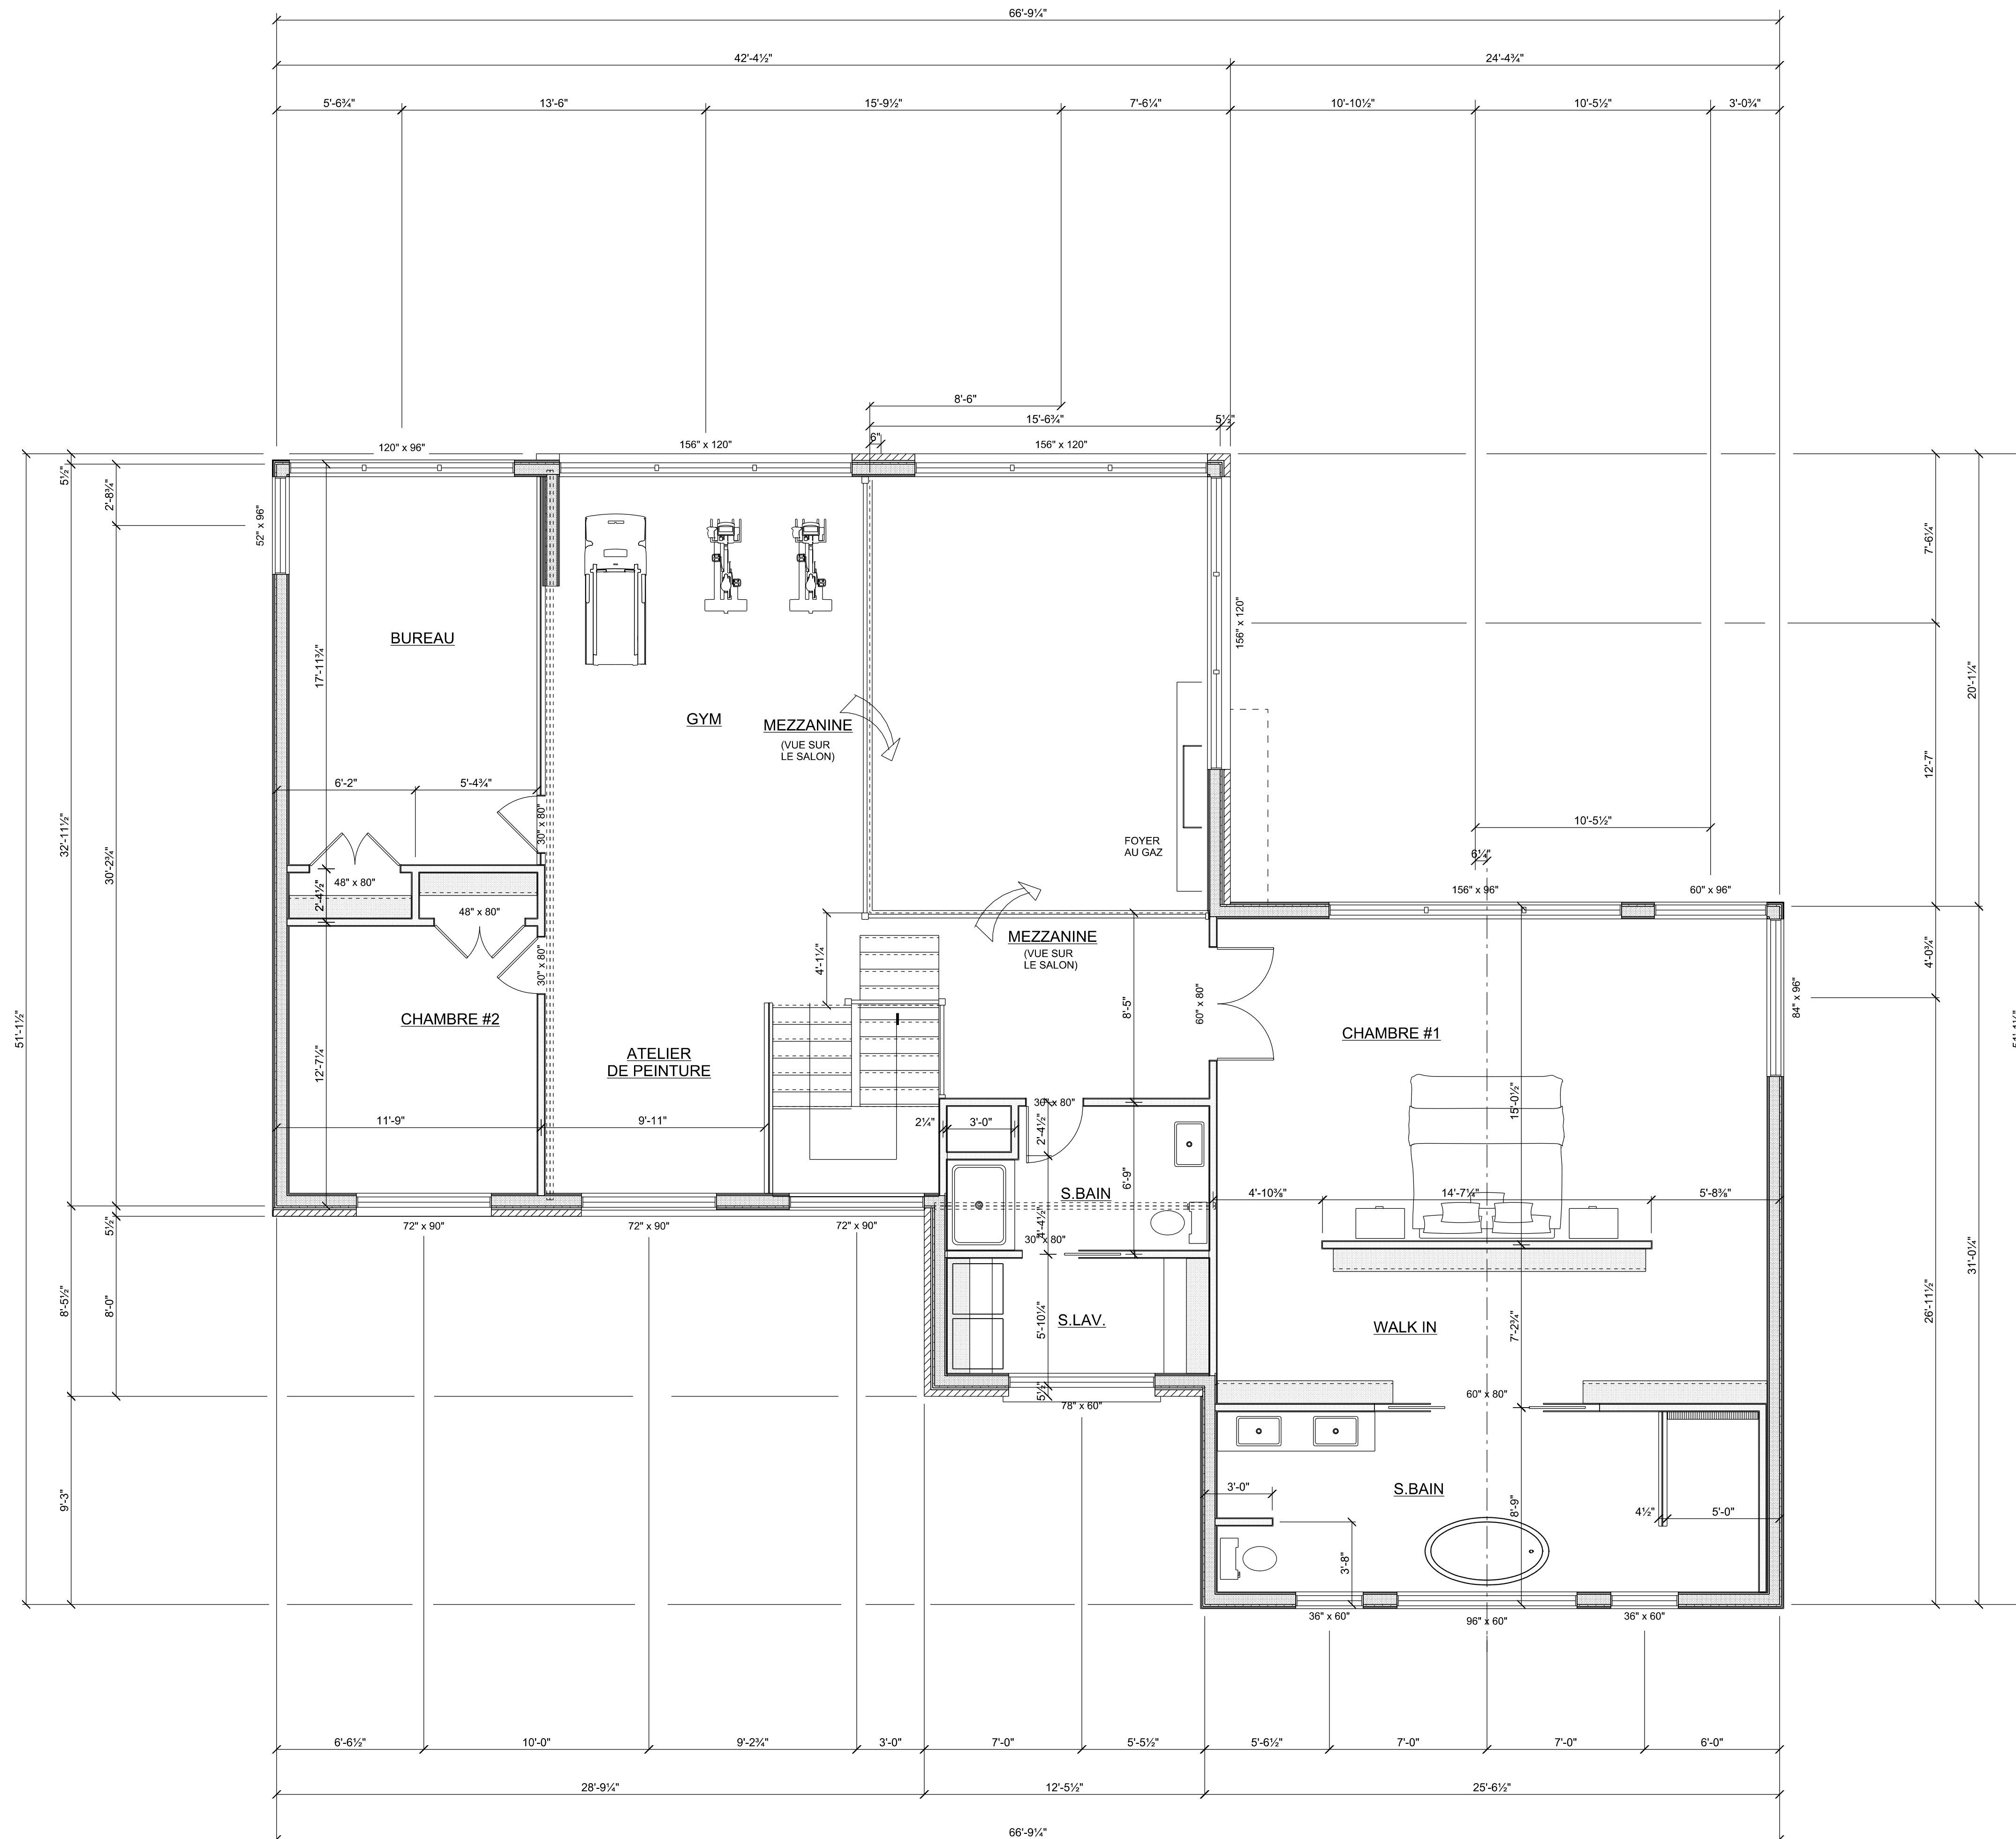 66'-9¼"
42'-4½"
24'-4¾"
5'-6¾"
13'-6"
15'-9½"
7'-6¼"
10'-10½"
10'-5½"
3'-0¾"
8'-6"
15'-6¾"
5½"
6"
120" x 96"
156" x 120"
156" x 120"
5½"
2'-8¾"
52" x 96"
7'-6¼"
156" x 120"
20'-1¼"
BUREAU
17'-11¾"
GYM
MEZZANINE
(VUE SUR
LE SALON)
12'-7"
6'-2"
5'-4¾"
30" x 80"
10'-5½"
32'-11½"
30'-2¾"
FOYER
AU GAZ
6¼"
48" x 80"
2'-4½"
48" x 80"
156" x 96"
60" x 96"
MEZZANINE
(VUE SUR
LE SALON)
4'-1¼"
30" x 80"
4'-0¾"
84" x 96"
8'-5"
60" x 80"
51'-1½"
CHAMBRE #2
CHAMBRE #1
12'-7¼"
ATELIER
DE PEINTURE
36" x 80"
15'-0½"
11'-9"
9'-11"
2¼"
3'-0"
2'-4½"
6'-9"
S.BAIN
4'-10⅜"
14'-7¼"
5'-8⅜"
5½"
72" x 90"
72" x 90"
72" x 90"
4'-4½"
30" x 80"
31'-0¼"
8'-5½"
8'-0"
26'-11½"
5'-10¼"
S.LAV.
WALK IN
7'-2¾"
5½"
78" x 60"
60" x 80"
9'-3"
3'-0"
S.BAIN
8'-9"
4½"
5'-0"
3'-8"
36" x 60"
96" x 60"
36" x 60"
6'-6½"
10'-0"
9'-2¾"
3'-0"
7'-0"
5'-5½"
5'-6½"
7'-0"
7'-0"
6'-0"
28'-9¼"
12'-5½"
25'-6½"
66'-9¼"